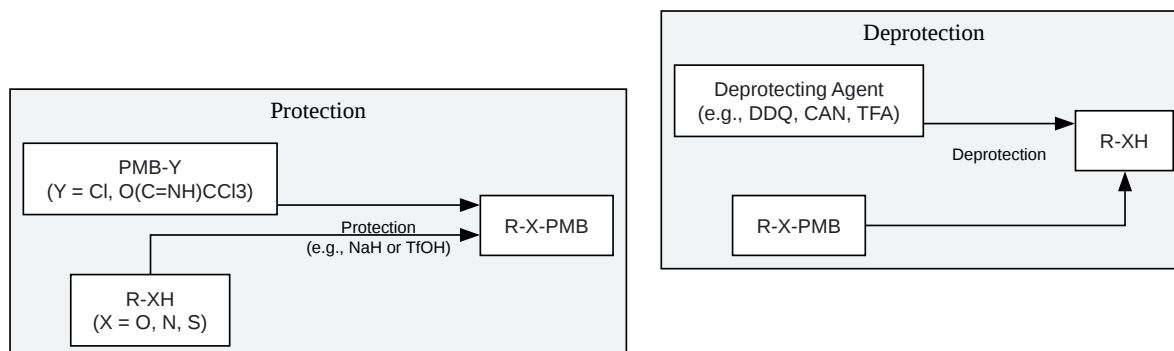 Protection
PMB-Y
(Y = Cl, O(C=NH)CCl3)
Protection
(e.g., NaH or TfOH)
R-X-PMB
R-XH
(X = O, N, S)
Deprotection
Deprotecting Agent
(e.g., DDQ, CAN, TFA)
Deprotection
R-XH
R-X-PMB